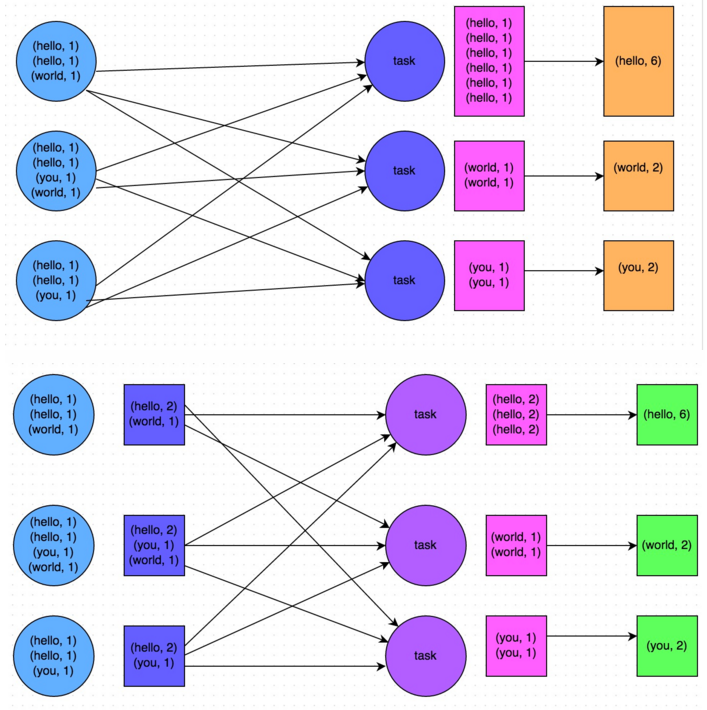 (hello, 1)
(hello, 1)
(world, 1)
task
(hello, 1)
(hello, 1)
(hello, 1)
(hello, 1)
(hello, 1)
(hello, 1)
(hello, 6)
(hello, 1)
(hello, 1)
(you, 1)
(world, 1)
task
(world, 1)
(world, 1)
(world, 2)
(hello, 1)
(hello, 1)
(you, 1)
task
(you, 1)
(you, 1)
(you, 2)
(hello, 1)
(hello, 1)
(world, 1)
(hello, 2)
(world, 1)
task
(hello, 2)
(hello, 2)
(hello, 2)
(hello, 6)
(hello, 1)
(hello, 1)
(you, 1)
(world, 1)
(hello, 2)
(you, 1)
(world, 1)
task
(world, 1)
(world, 1)
(world, 2)
(hello, 1)
(hello, 1)
(you, 1)
(hello, 2)
(you, 1)
task
(you, 1)
(you, 1)
(you, 2)